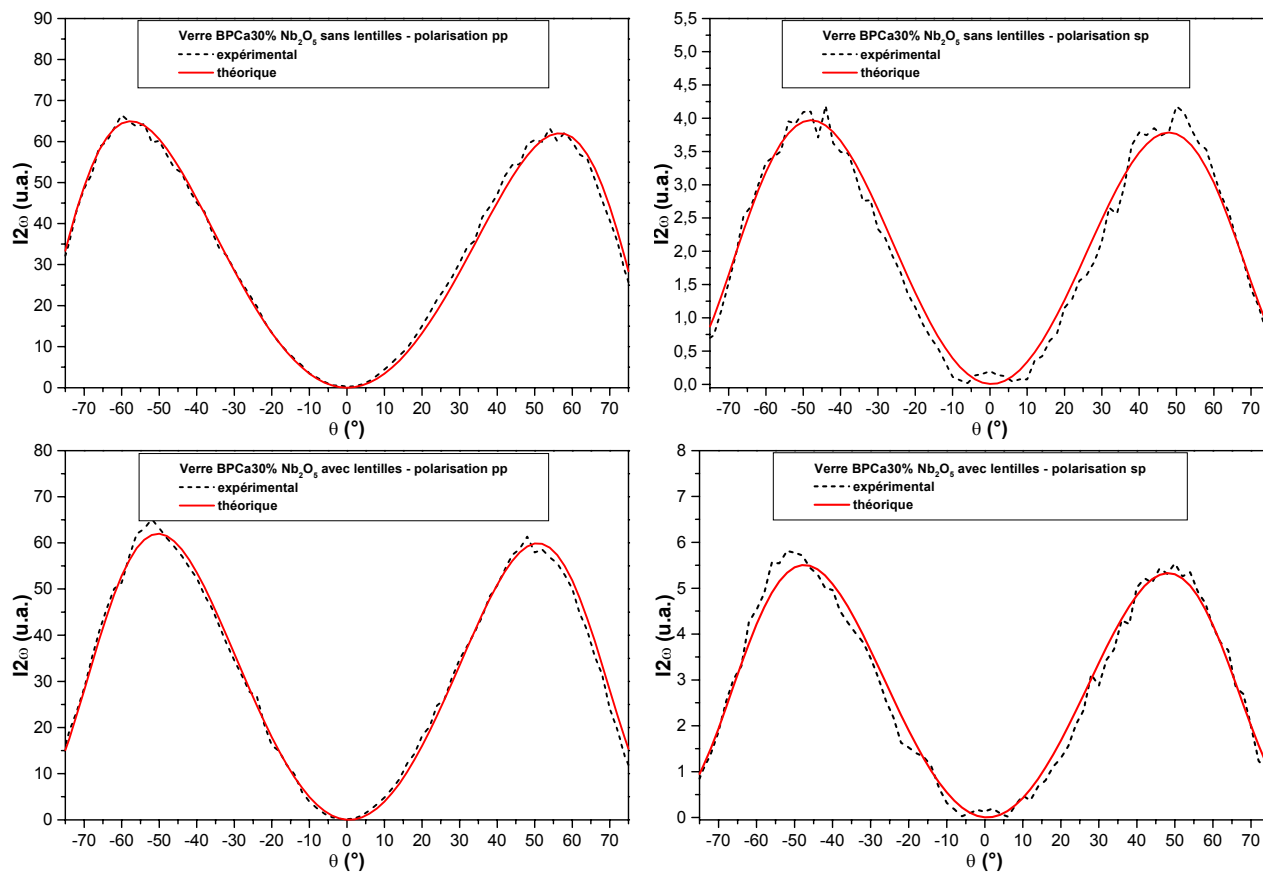 Verre BPCa30% Nb₂O₅ sans lentilles - polarisation pp
expérimental
théorique
90
80
70
60
50
40
30
20
10
0
I2ω (u.a.)
-70 -60 -50 -40 -30 -20 -10 0 10 20 30 40 50 60 70
θ (°)
Verre BPCa30% Nb₂O₅ sans lentilles - polarisation sp
expérimental
théorique
5,5
5,0
4,5
4,0
3,5
3,0
2,5
2,0
1,5
1,0
0,5
0,0
I2ω (u.a.)
-70 -60 -50 -40 -30 -20 -10 0 10 20 30 40 50 60 70
θ (°)
Verre BPCa30% Nb₂O₅ avec lentilles - polarisation pp
expérimental
théorique
80
70
60
50
40
30
20
10
0
I2ω (u.a.)
-70 -60 -50 -40 -30 -20 -10 0 10 20 30 40 50 60 70
θ (°)
Verre BPCa30% Nb₂O₅ avec lentilles - polarisation sp
expérimental
théorique
8
7
6
5
4
3
2
1
0
I2ω (u.a.)
-70 -60 -50 -40 -30 -20 -10 0 10 20 30 40 50 60 70
θ (°)